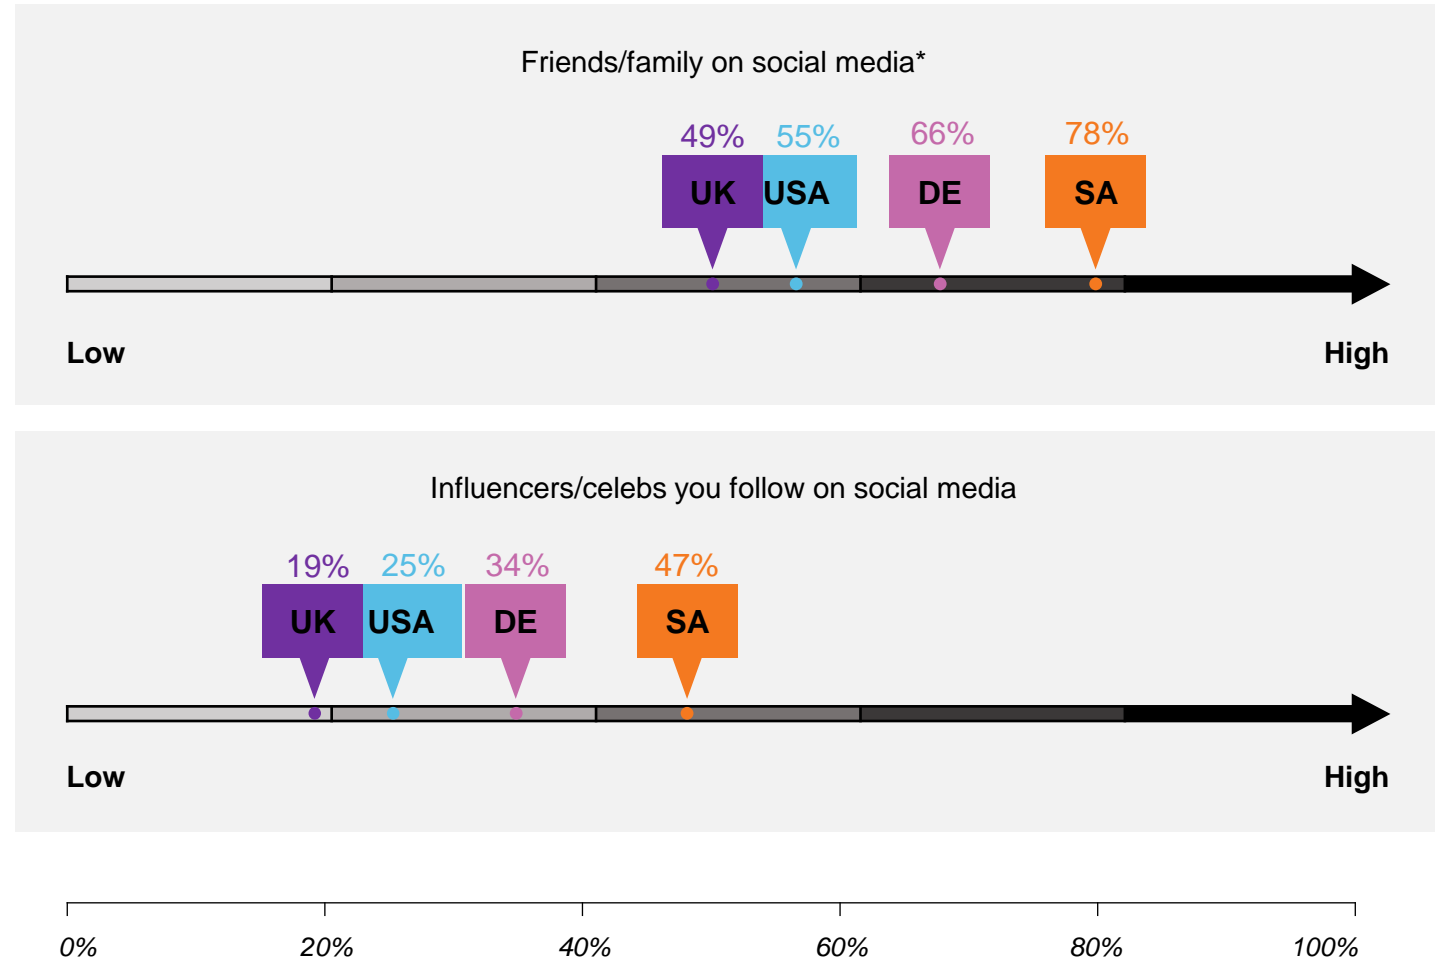 Friends/family on social media*
49% 55% 66% 78%
UK USA DE SA
Low High
Influencers/celebs you follow on social media
19% 25% 34% 47%
UK USA DE SA
Low High
0% 20% 40% 60% 80% 100%